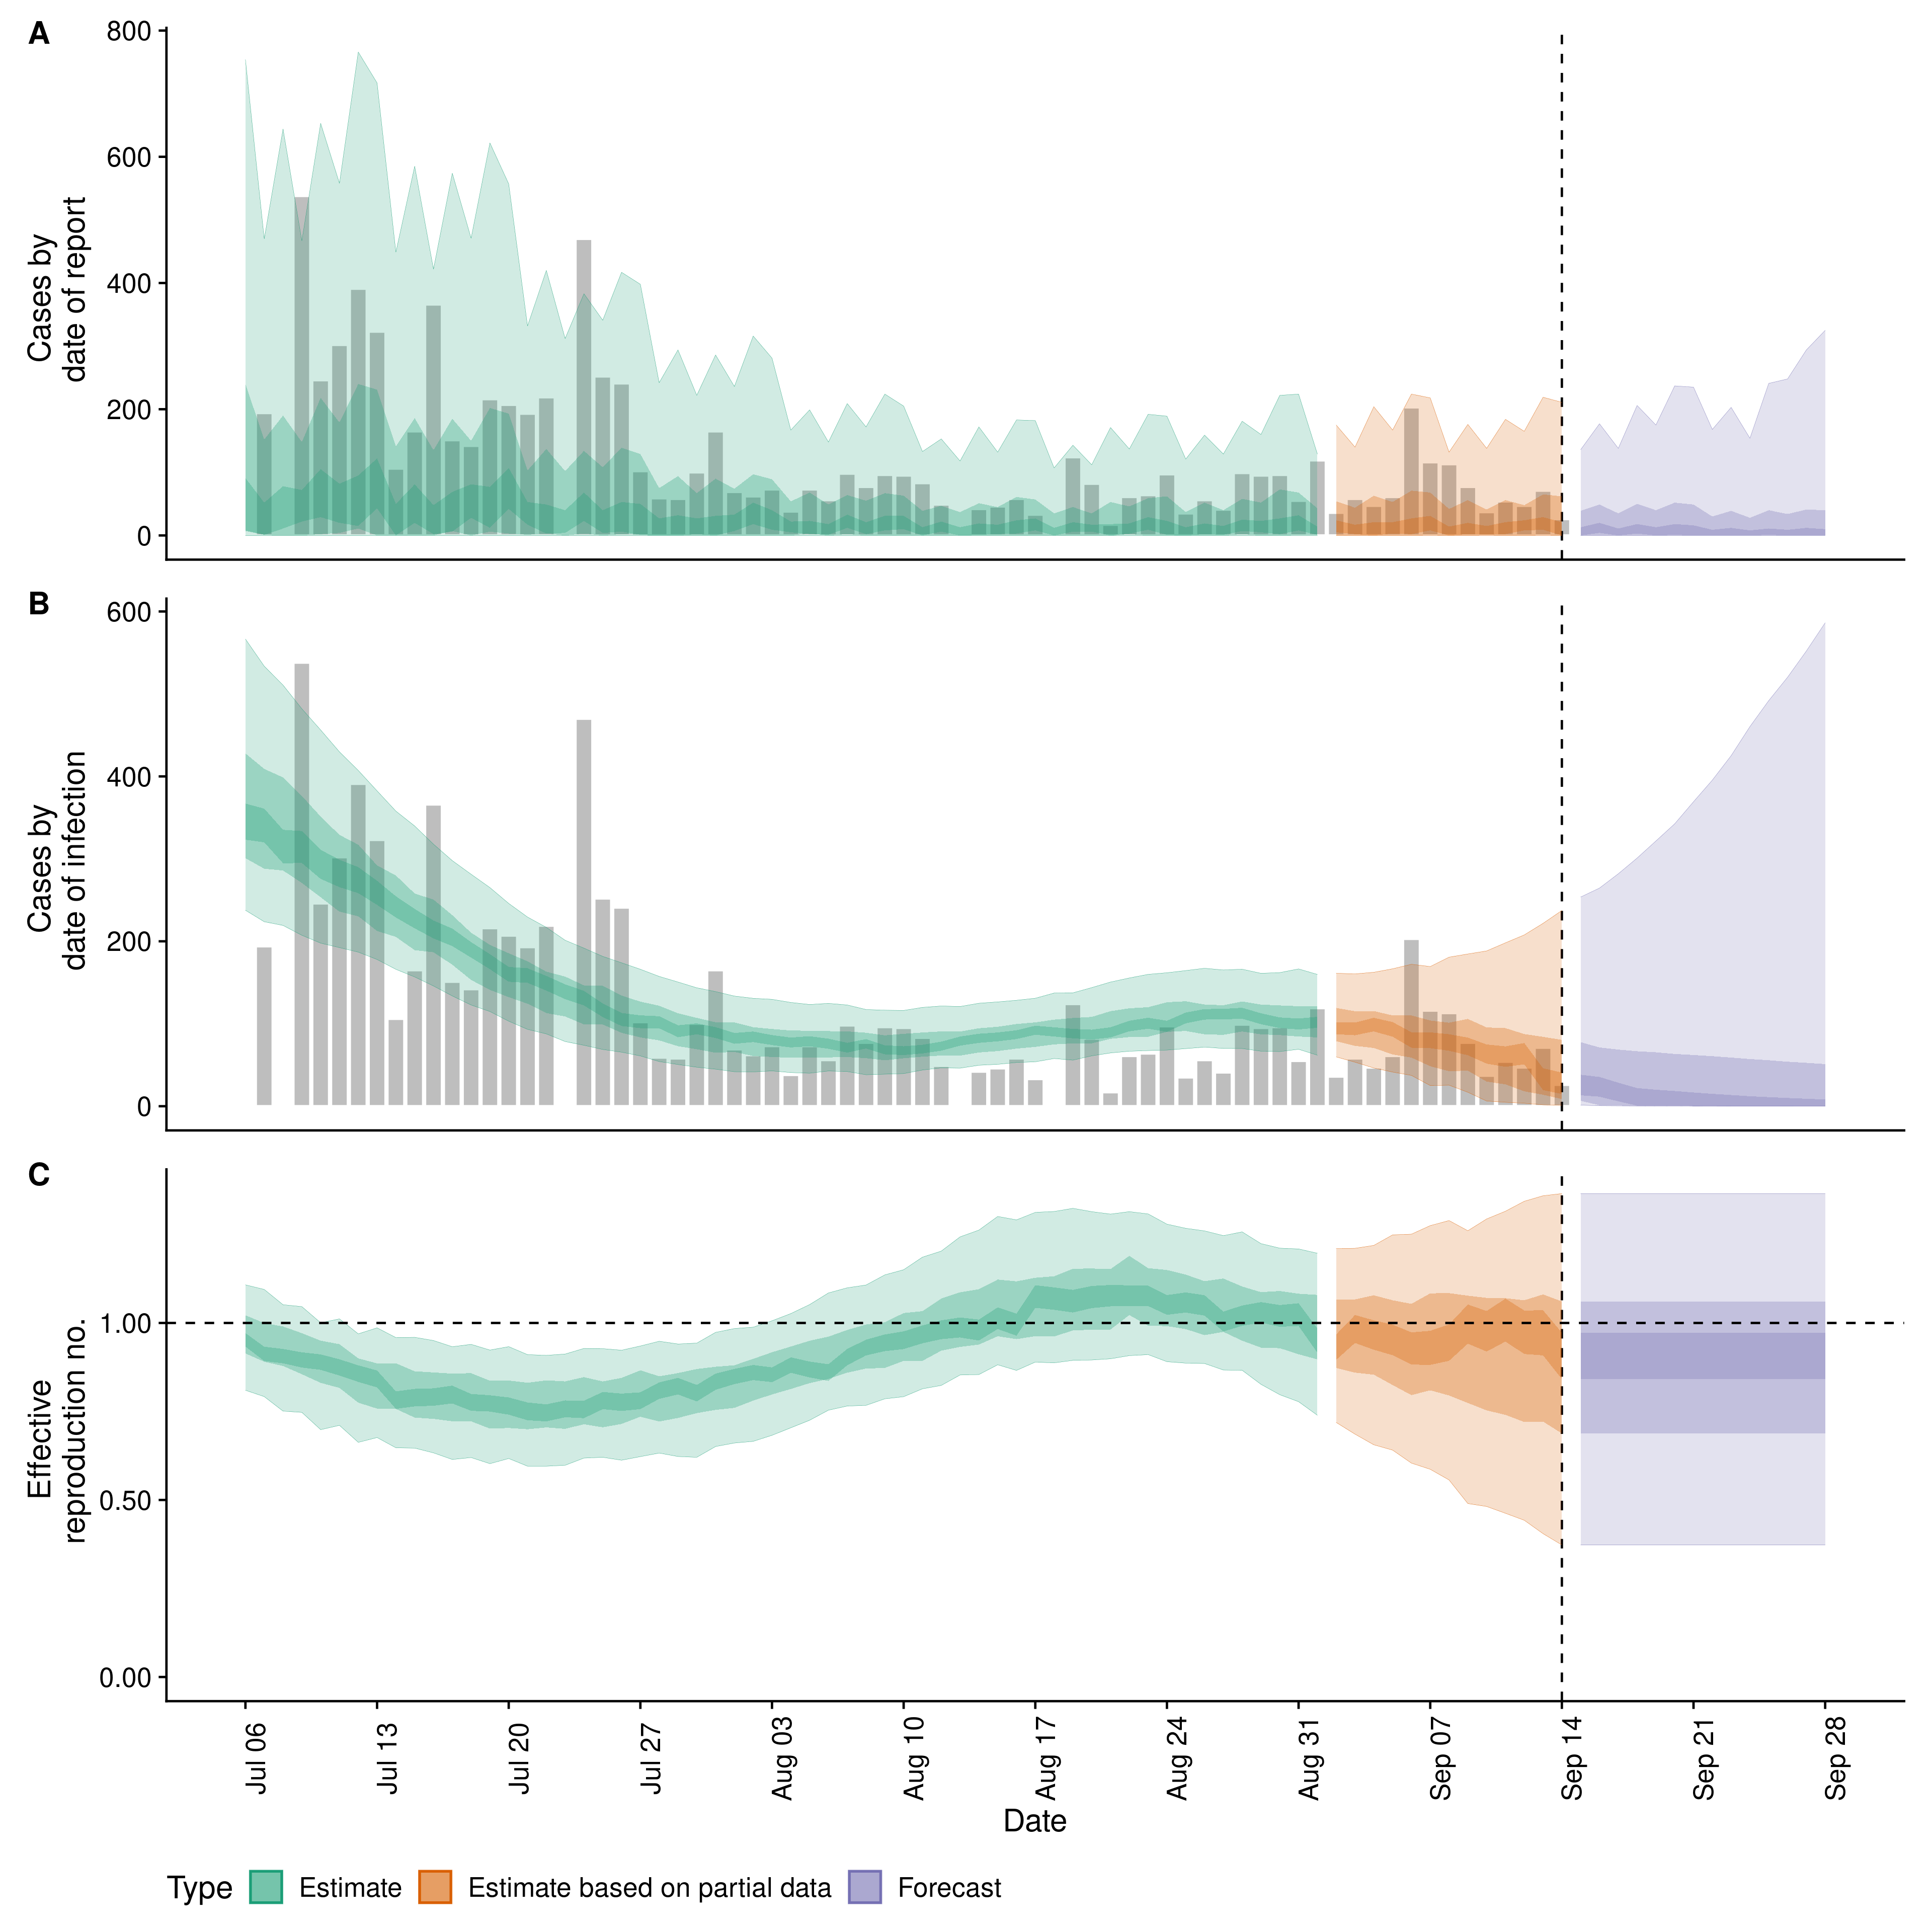 A
800
600
400
200
0
Cases by
date of report
B
600
400
200
0
Cases by
date of infection
C
1.00
0.50
0.00
Effective
reproduction no.
Jul 06
Jul 13
Jul 20
Jul 27
Aug 03
Aug 10
Aug 17
Aug 24
Aug 31
Sep 07
Sep 14
Sep 21
Sep 28
Date
Type Estimate Estimate based on partial data Forecast